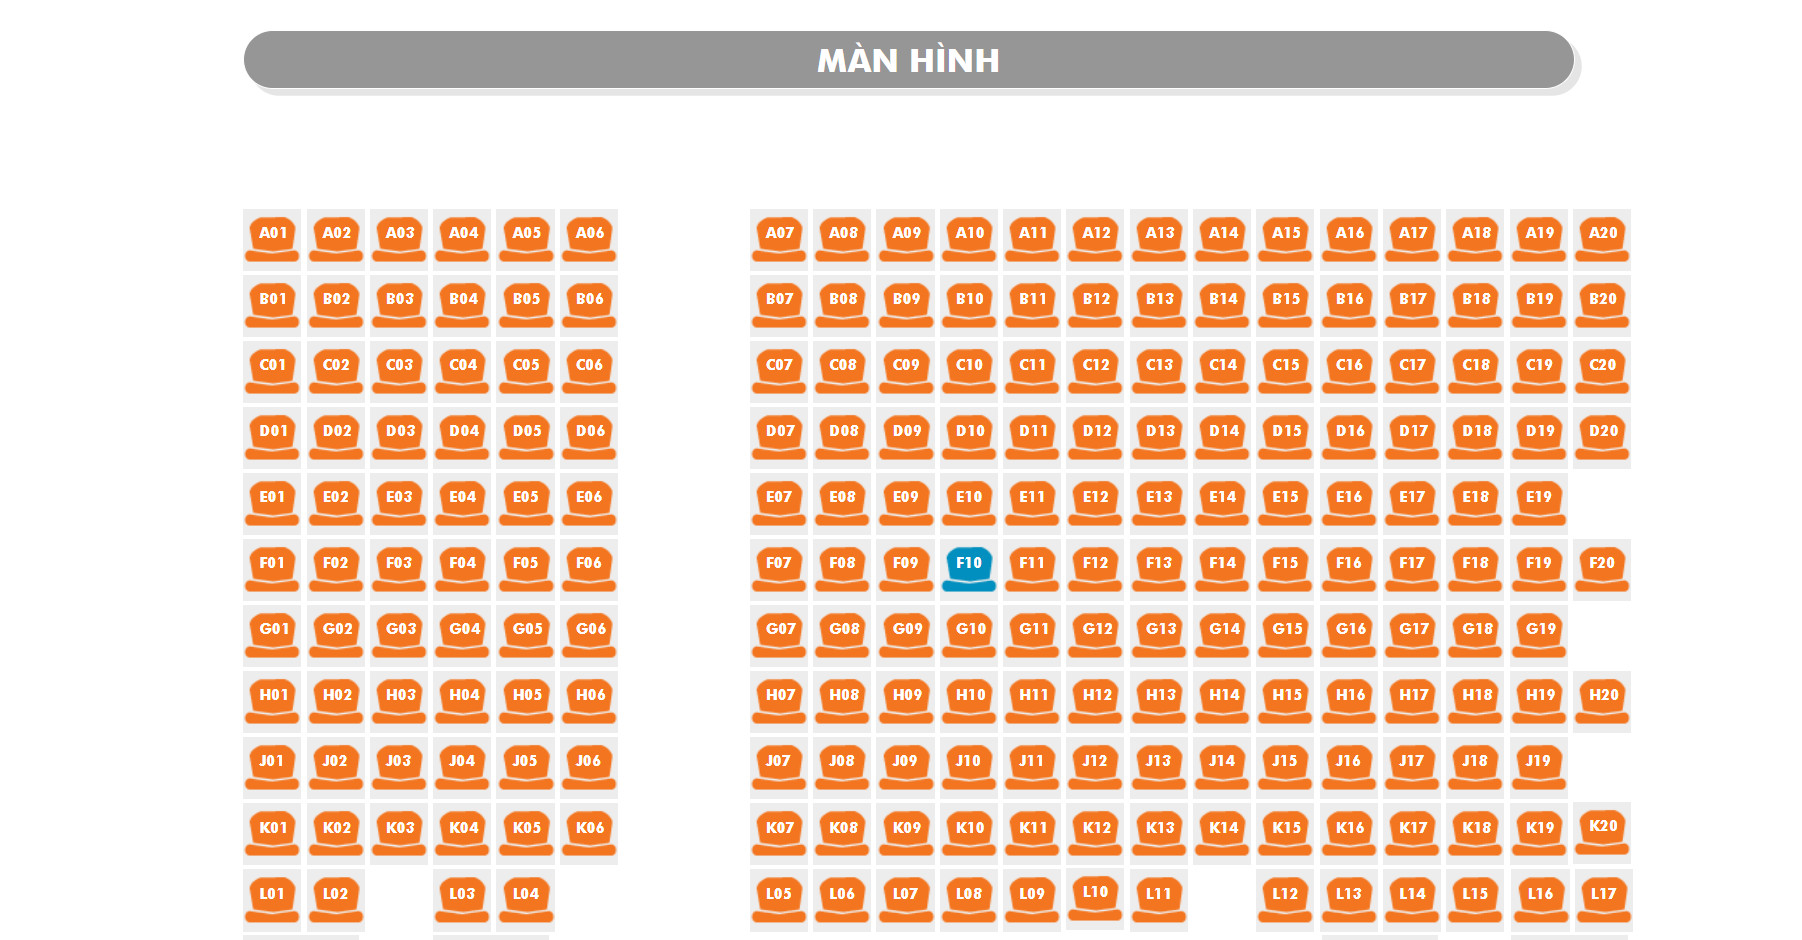 MÀN HÌNH
A01 A02 A03 A04 A05 A06 A07 A08 A09 A10 A11 A12 A13 A14 A15 A16 A17 A18 A19 A20
B01 B02 B03 B04 B05 B06 B07 B08 B09 B10 B11 B12 B13 B14 B15 B16 B17 B18 B19 B20
C01 C02 C03 C04 C05 C06 C07 C08 C09 C10 C11 C12 C13 C14 C15 C16 C17 C18 C19 C20
D01 D02 D03 D04 D05 D06 D07 D08 D09 D10 D11 D12 D13 D14 D15 D16 D17 D18 D19 D20
E01 E02 E03 E04 E05 E06 E07 E08 E09 E10 E11 E12 E13 E14 E15 E16 E17 E18 E19
F01 F02 F03 F04 F05 F06 F07 F08 F09 F10 F11 F12 F13 F14 F15 F16 F17 F18 F19 F20
G01 G02 G03 G04 G05 G06 G07 G08 G09 G10 G11 G12 G13 G14 G15 G16 G17 G18 G19
H01 H02 H03 H04 H05 H06 H07 H08 H09 H10 H11 H12 H13 H14 H15 H16 H17 H18 H19 H20
J01 J02 J03 J04 J05 J06 J07 J08 J09 J10 J11 J12 J13 J14 J15 J16 J17 J18 J19
K01 K02 K03 K04 K05 K06 K07 K08 K09 K10 K11 K12 K13 K14 K15 K16 K17 K18 K19 K20
L01 L02 L03 L04 L05 L06 L07 L08 L09 L10 L11 L12 L13 L14 L15 L16 L17